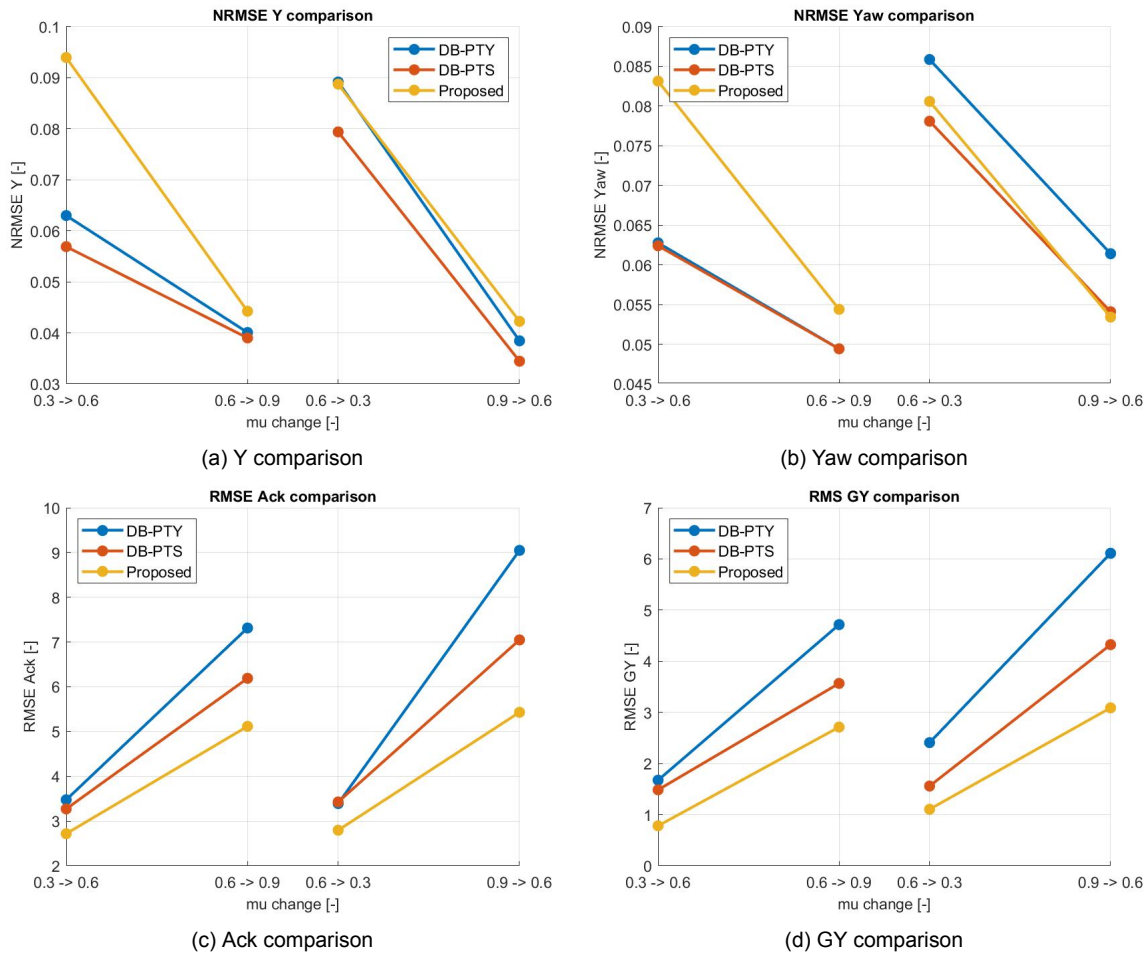 NRMSE Y comparison
0.1
0.09
0.08
0.07
0.06
0.05
0.04
0.03
NRMSE Y [-]
DB-PTY
DB-PTS
Proposed
0.3 -> 0.6
0.6 -> 0.9
0.6 -> 0.3
0.9 -> 0.6
mu change [-]
(a) Y comparison
NRMSE Yaw comparison
0.09
0.085
0.08
0.075
0.07
0.065
0.06
0.055
0.05
0.045
NRMSE Yaw [-]
DB-PTY
DB-PTS
Proposed
0.3 -> 0.6
0.6 -> 0.9
0.6 -> 0.3
0.9 -> 0.6
mu change [-]
(b) Yaw comparison
RMSE Ack comparison
10
9
8
7
6
5
4
3
2
RMSE Ack [-]
DB-PTY
DB-PTS
Proposed
0.3 -> 0.6
0.6 -> 0.9
0.6 -> 0.3
0.9 -> 0.6
mu change [-]
(c) Ack comparison
RMS GY comparison
7
6
5
4
3
2
1
0
RMSE GY [-]
DB-PTY
DB-PTS
Proposed
0.3 -> 0.6
0.6 -> 0.9
0.6 -> 0.3
0.9 -> 0.6
mu change [-]
(d) GY comparison